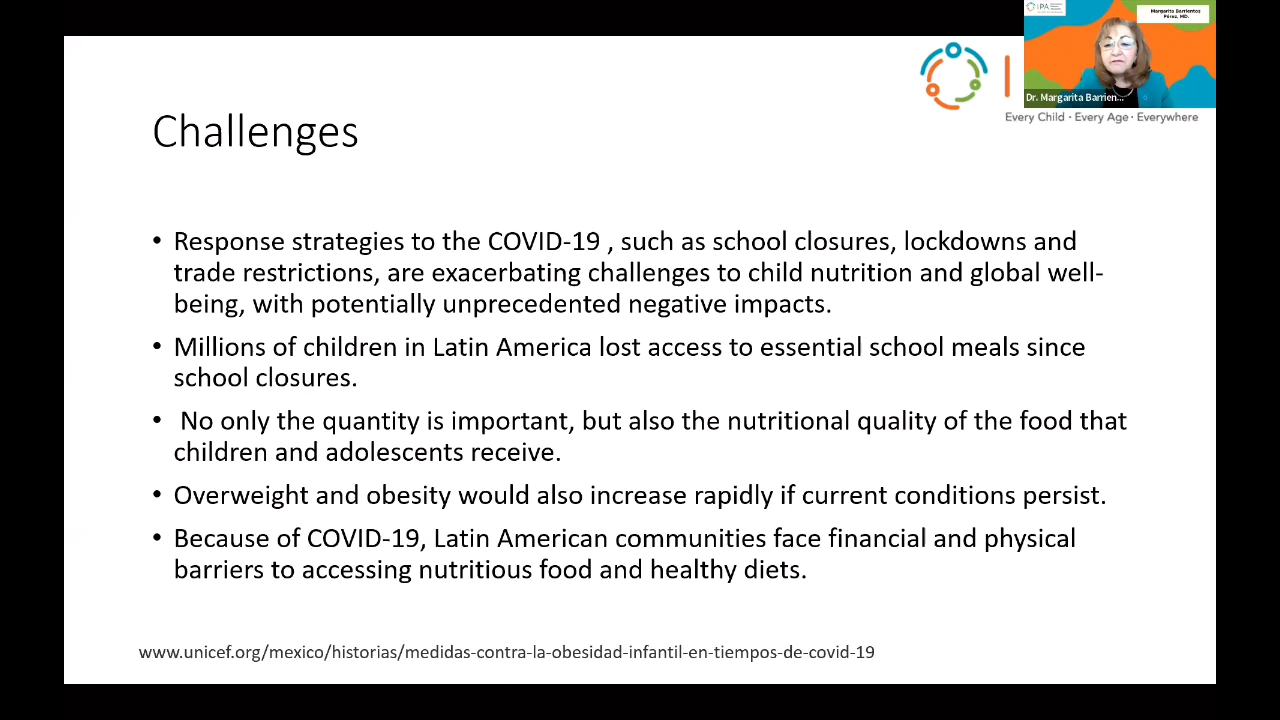 IPA
Margarita Barrientos
Pérez, MD.
Dr. Margarita Barrien...
Every Child · Every Age · Everywhere
Challenges
• Response strategies to the COVID-19 , such as school closures, lockdowns and
trade restrictions, are exacerbating challenges to child nutrition and global well-
being, with potentially unprecedented negative impacts.
• Millions of children in Latin America lost access to essential school meals since
school closures.
• No only the quantity is important, but also the nutritional quality of the food that
children and adolescents receive.
• Overweight and obesity would also increase rapidly if current conditions persist.
• Because of COVID-19, Latin American communities face financial and physical
barriers to accessing nutritious food and healthy diets.
www.unicef.org/mexico/historias/medidas-contra-la-obesidad-infantil-en-tiempos-de-covid-19